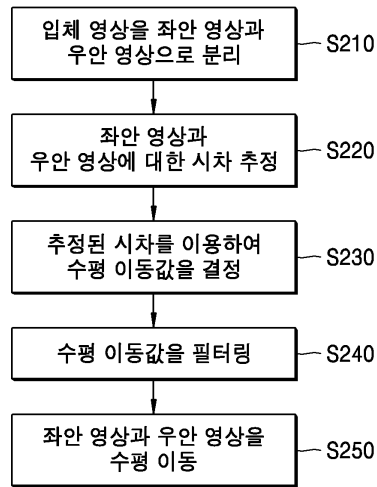 입체 영상을 좌안 영상과
우안 영상으로 분리
S210
좌안 영상과
우안 영상에 대한 시차 추정
S220
추정된 시차를 이용하여
수평 이동값을 결정
S230
수평 이동값을 필터링
S240
좌안 영상과 우안 영상을
수평 이동
S250